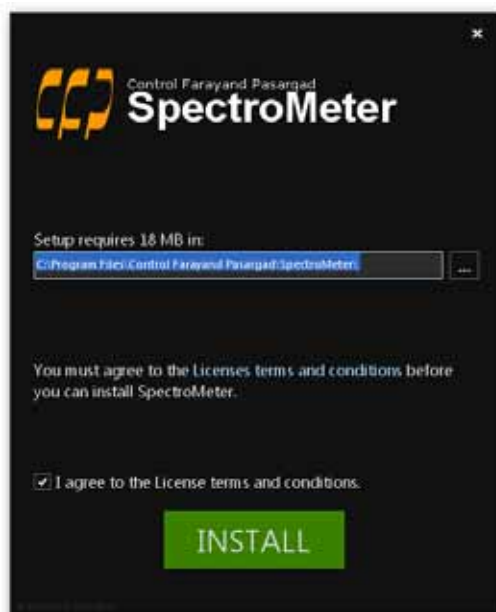 Control Farayand Pasargad
SpectroMeter
Setup requires 18 MB in:
C:\Program Files\Control Farayand Pasargad\SpectroMeter\
...
You must agree to the Licenses terms and conditions before
you can install SpectroMeter.
I agree to the License terms and conditions.
INSTALL